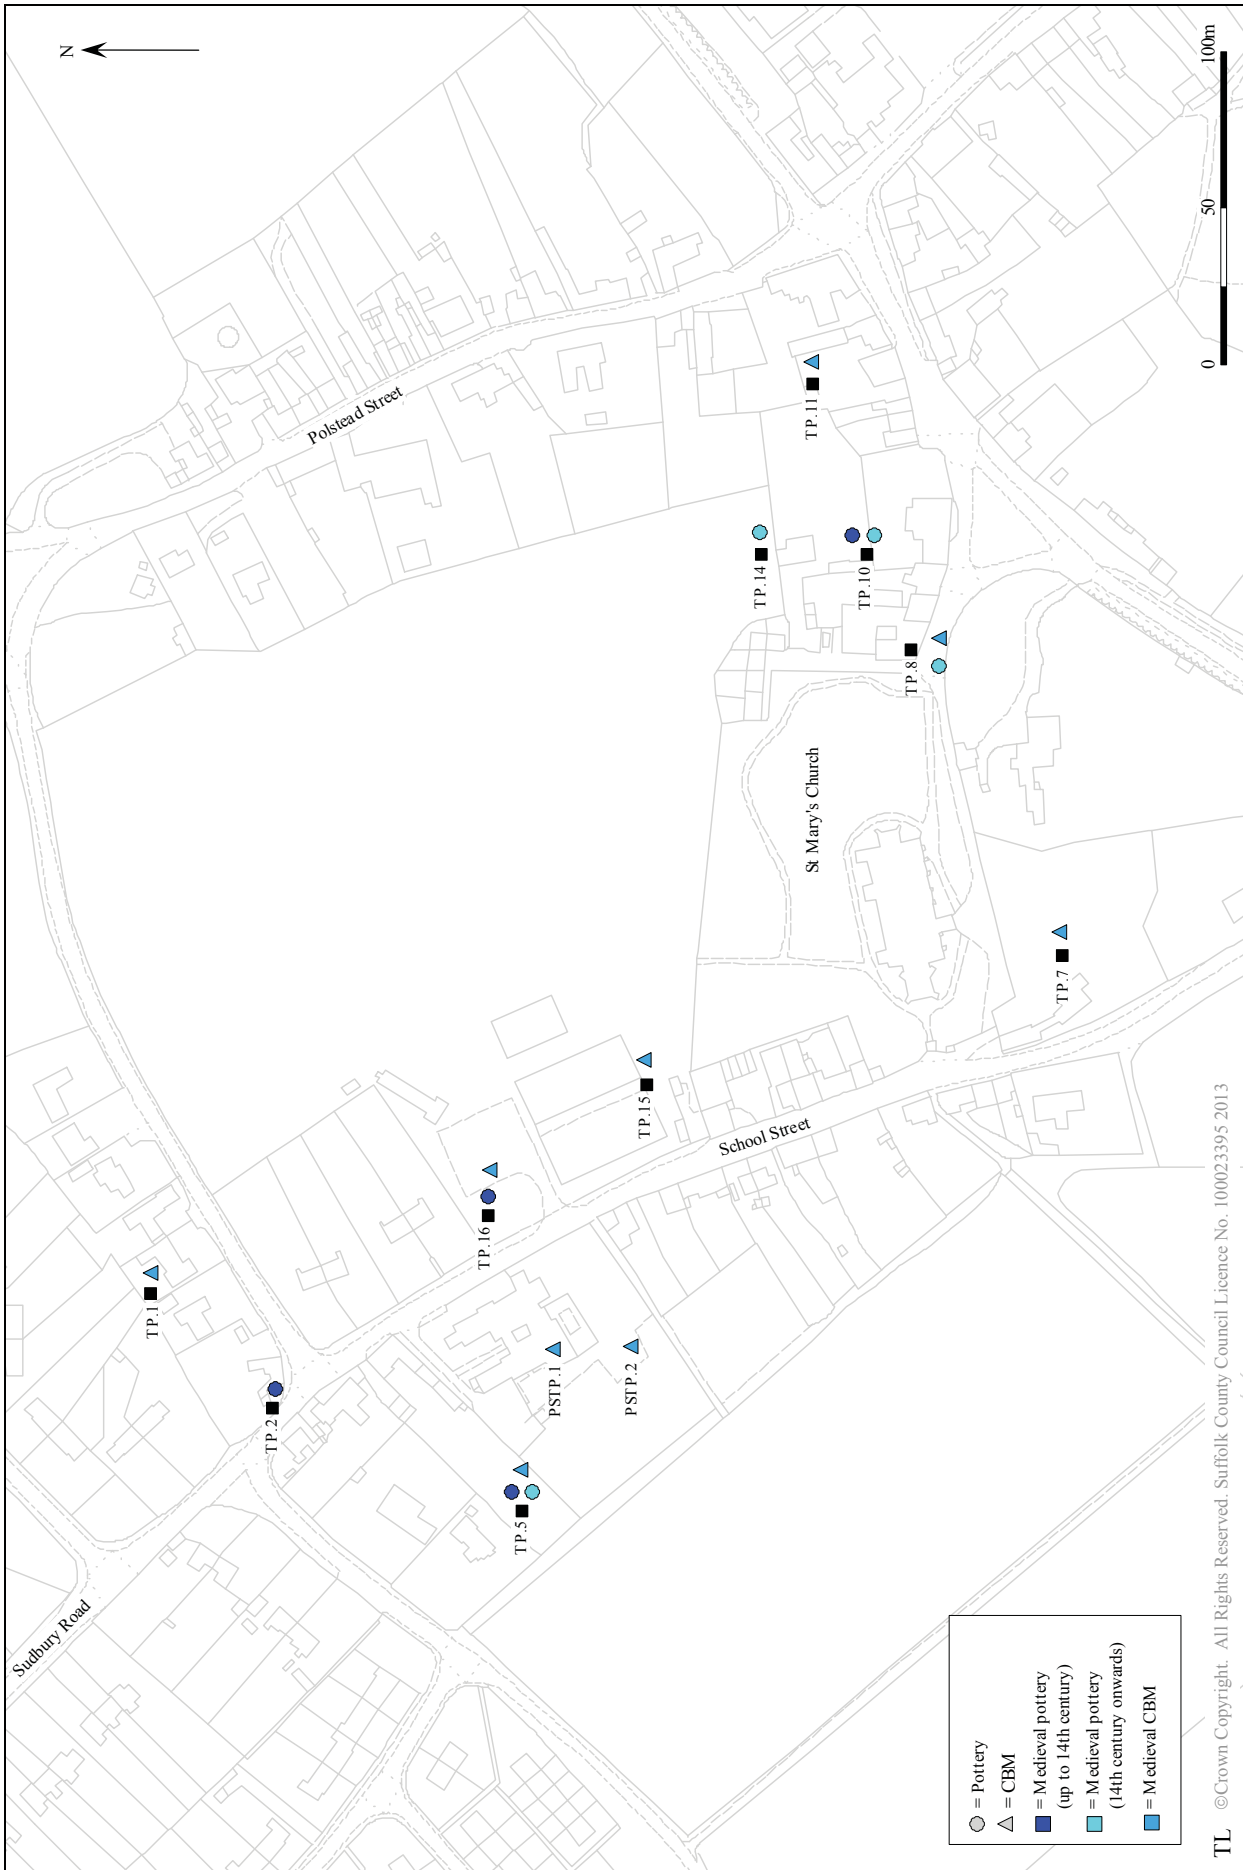 N
Sudbury Road
Polstead Street
TP.1
TP.2
TP.16
TP.5
PSTP.1
PSTP.2
TP.15
School Street
TP.14
TP.11
TP.10
TP.8
St Mary's Church
TP.7
0 50 100m
= Pottery
= CBM
= Medieval pottery
(up to 14th century)
= Medieval pottery
(14th century onwards)
= Medieval CBM
TL ©Crown Copyright. All Rights Reserved. Suffolk County Council Licence No. 100023395 2013